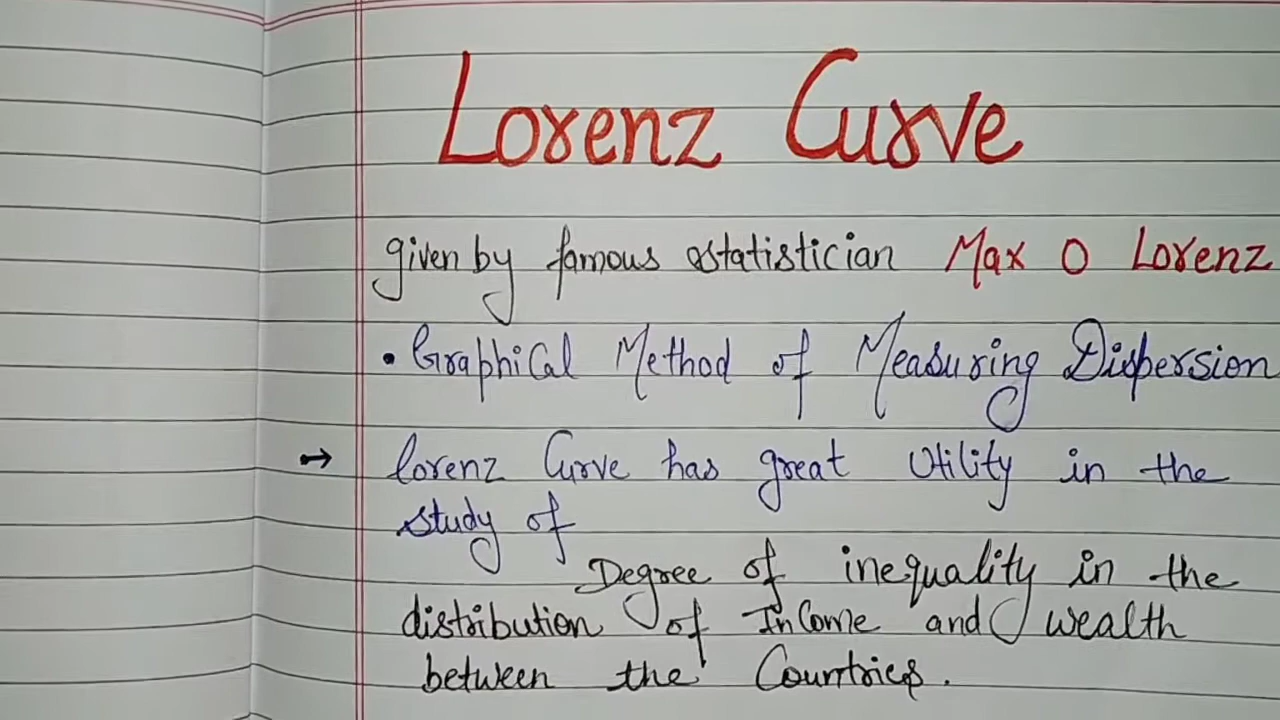 Lorenz Curve
given by famous statistician Max O Lorenz
• Graphical Method of Measuring Dispersion
↦ Lorenz Curve has great Utility in the
study of
Degree of inequality in the
distribution of Income and wealth
between the Countries.